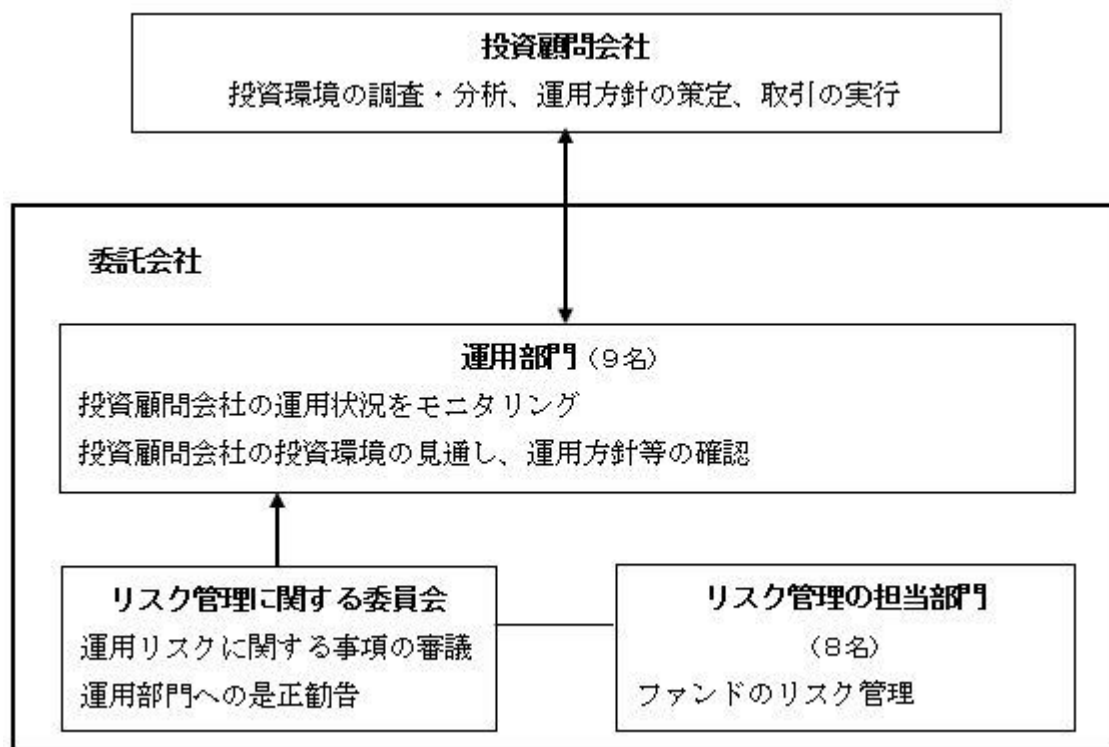 投資顧問会社
投資環境の調査・分析、運用方針の策定、取引の実行
委託会社
運用部門（９名）
投資顧問会社の運用状況をモニタリング
投資顧問会社の投資環境の見通し、運用方針等の確認
リスク管理に関する委員会
運用リスクに関する事項の審議
運用部門への是正勧告
リスク管理の担当部門
（８名）
ファンドのリスク管理